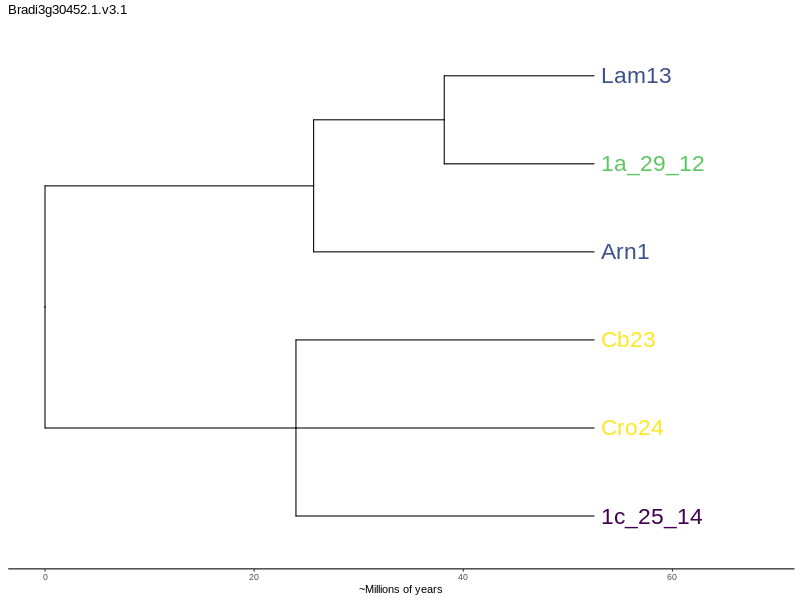 Bradi3g30452.1.v3.1
Lam13
1a_29_12
Arn1
Cb23
Cro24
1c_25_14
0 20 40 60
~Millions of years